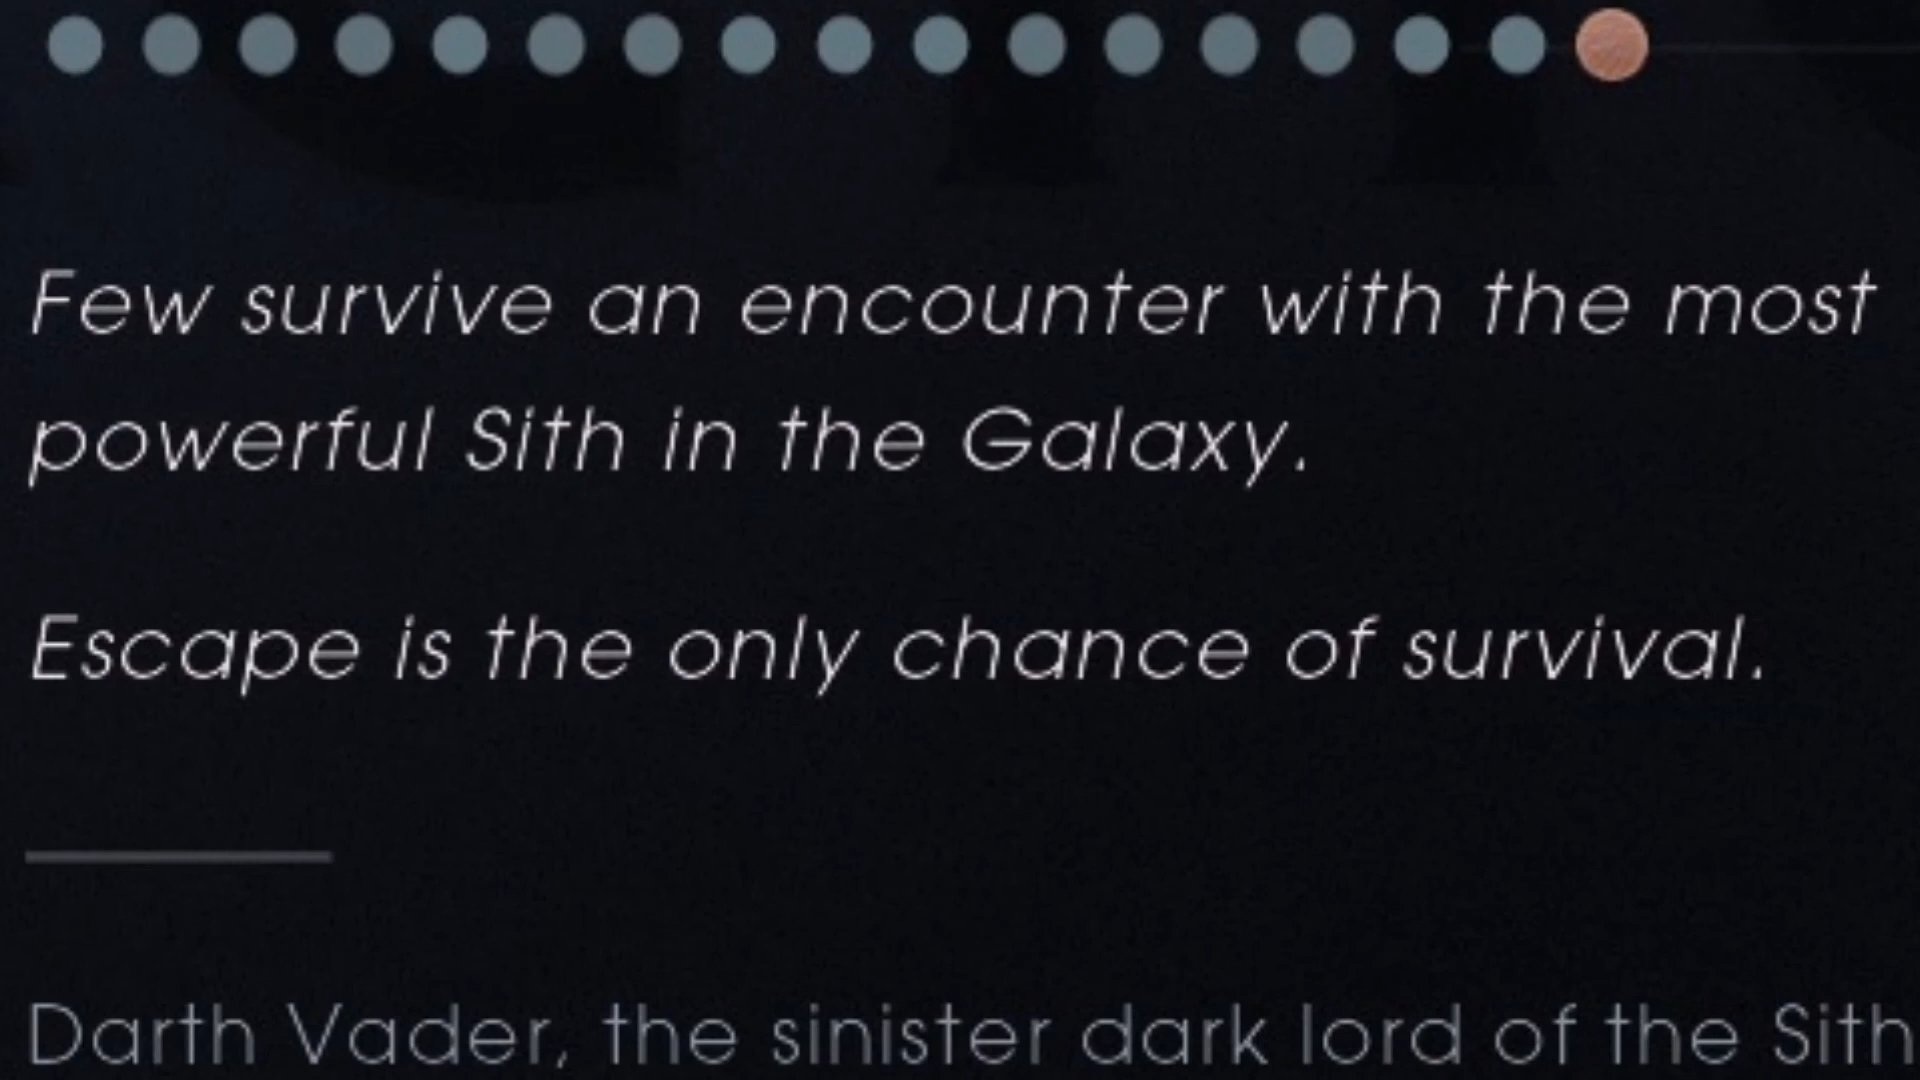 Few survive an encounter with the most
powerful Sith in the Galaxy.
Escape is the only chance of survival.
Darth Vader, the sinister dark lord of the Sith